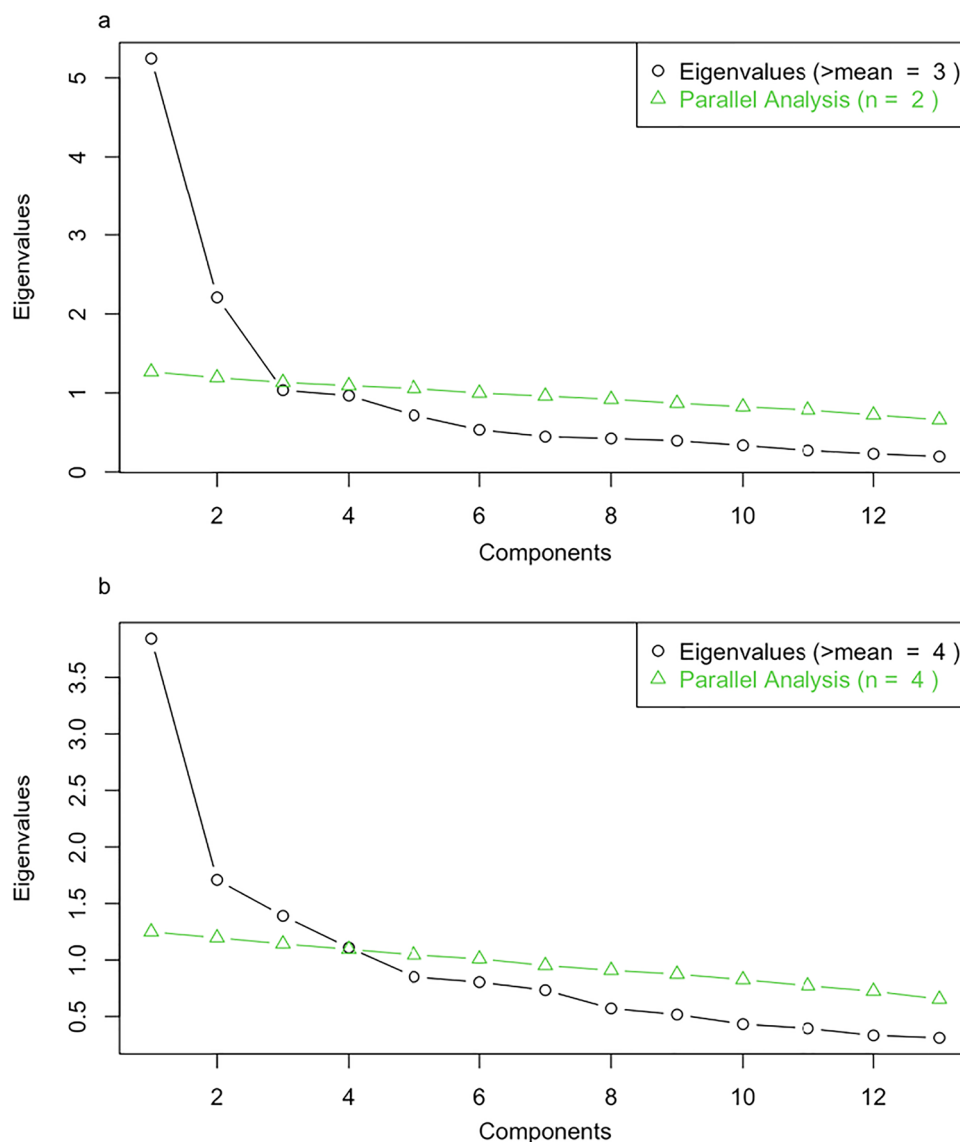 a
Eigenvalues (>mean = 3 )
Parallel Analysis (n = 2 )
5
4
3
2
1
0
Eigenvalues
2 4 6 8 10 12
Components
b
Eigenvalues (>mean = 4 )
Parallel Analysis (n = 4 )
3.5
3.0
2.5
2.0
1.5
1.0
0.5
Eigenvalues
2 4 6 8 10 12
Components